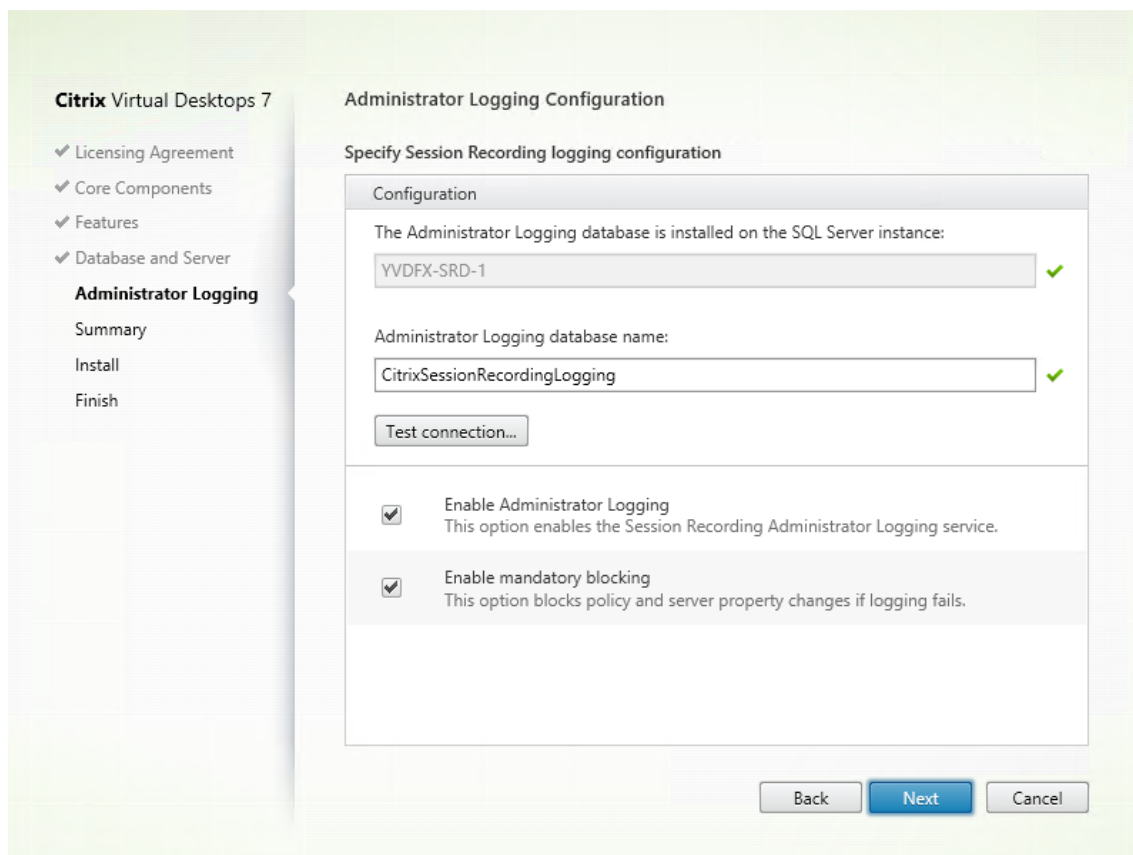 Citrix Virtual Desktops 7
Licensing Agreement
Core Components
Features
Database and Server
Administrator Logging
Summary
Install
Finish
Administrator Logging Configuration
Specify Session Recording logging configuration
Configuration
The Administrator Logging database is installed on the SQL Server instance:
YVDFX-SRD-1
Administrator Logging database name:
CitrixSessionRecordingLogging
Test connection...
Enable Administrator Logging
This option enables the Session Recording Administrator Logging service.
Enable mandatory blocking
This option blocks policy and server property changes if logging fails.
Back
Next
Cancel